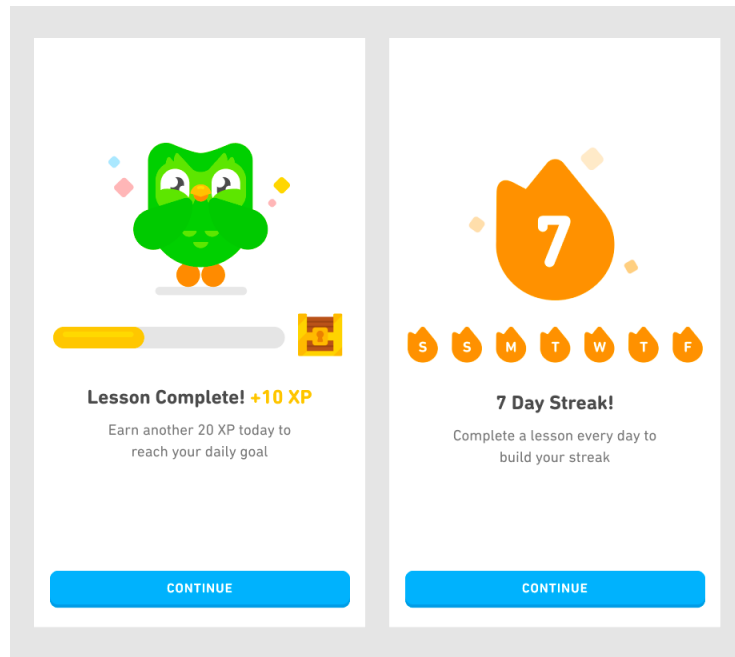 Lesson Complete! +10 XP
Earn another 20 XP today to
reach your daily goal
CONTINUE
7
S S M T W T F
7 Day Streak!
Complete a lesson every day to
build your streak
CONTINUE